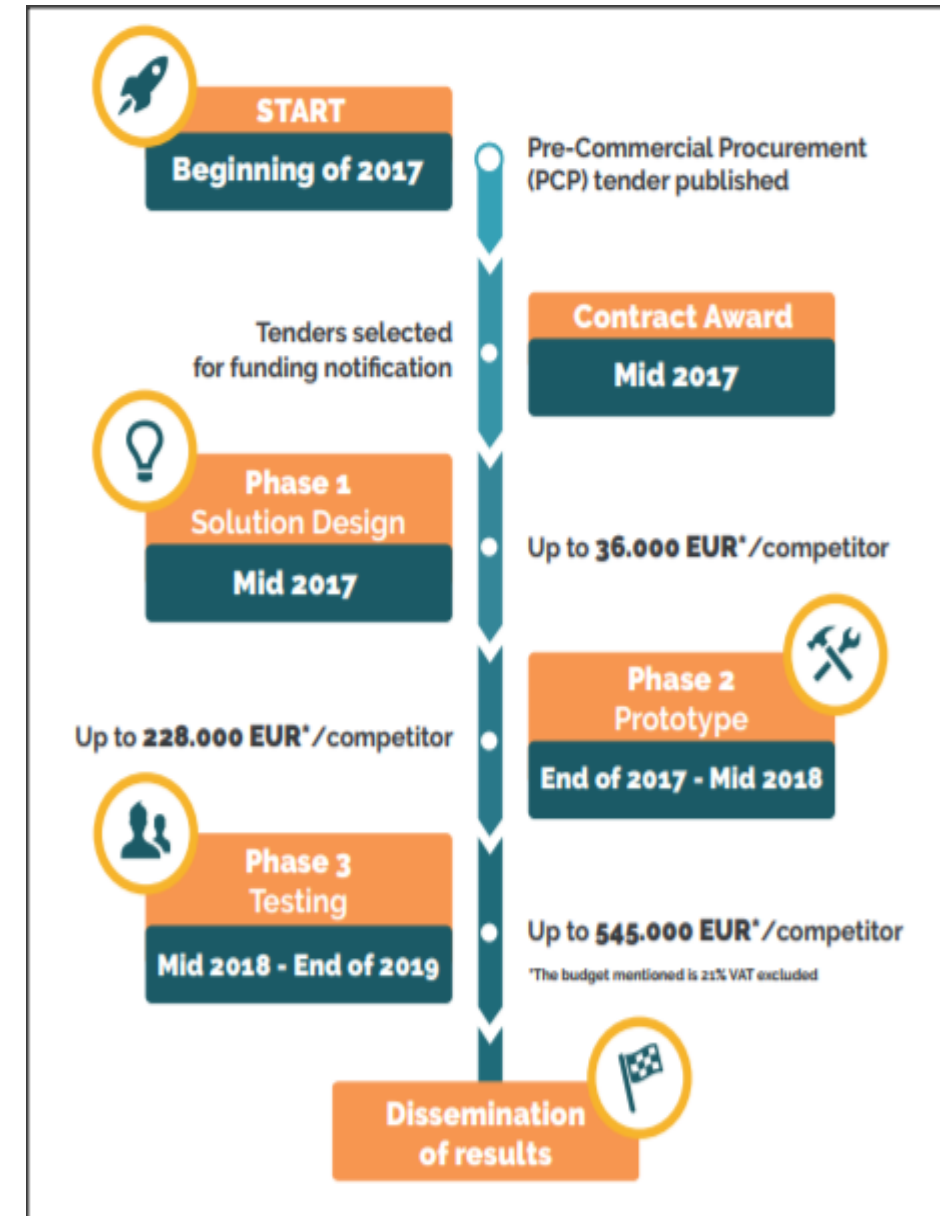 START
Beginning of 2017
Pre-Commercial Procurement
(PCP) tender published
Tenders selected
for funding notification
Contract Award
Mid 2017
Phase 1
Solution Design
Mid 2017
Up to 36.000 EUR*/competitor
Phase 2
Prototype
End of 2017 - Mid 2018
Up to 228.000 EUR*/competitor
Phase 3
Testing
Mid 2018 - End of 2019
Up to 545.000 EUR*/competitor
*The budget mentioned is 21% VAT excluded
Dissemination
of results